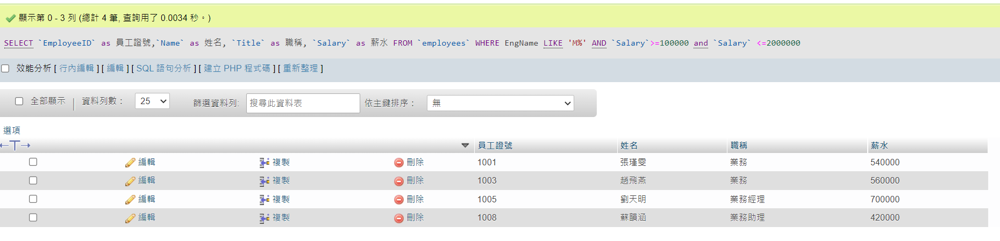 顯示第 0 - 3 列 (總計 4 筆, 查詢用了 0.0034 秒。)
SELECT `EmployeeID` as 員工證號,`Name` as 姓名, `Title` as 職稱, `Salary` as 薪水 FROM `employees` WHERE EngName LIKE 'M%' AND `Salary`>=100000 and `Salary` <=2000000
效能分析 [ 行內編輯 ] [ 編輯 ] [ SQL 語句分析 ] [ 建立 PHP 程式碼 ] [ 重新整理 ]
全部顯示 資料列數： 25 篩選資料列: 搜尋此資料表 依主鍵排序： 無
選項
←T→ 員工證號 姓名 職稱 薪水
編輯 複製 刪除 1001 張瑾雯 業務 540000
編輯 複製 刪除 1003 趙飛燕 業務 560000
編輯 複製 刪除 1005 劉天明 業務經理 700000
編輯 複製 刪除 1008 蘇韻涵 業務助理 420000